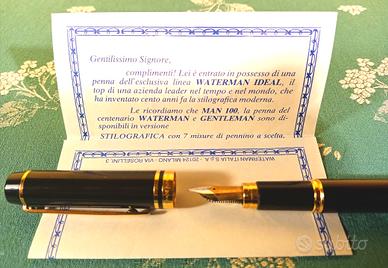 Gentilissimo Signore,
complimenti! Lei è entrato in possesso di una
penna dell'esclusiva linea WATERMAN IDEAL, il
top di una azienda leader nel tempo e nel mondo, che
ha inventato cento anni fa la stilografica moderna.
Le ricordiamo che MAN 100, la penna del
centenario WATERMAN e GENTLEMAN sono di-
sponibili in versione
STILOGRAFICA con 7 misure di pennino a scelta.
WATERMAN ITALIA S.p.A. - 20124 MILANO - VIA ROSELLINI, 3
subito